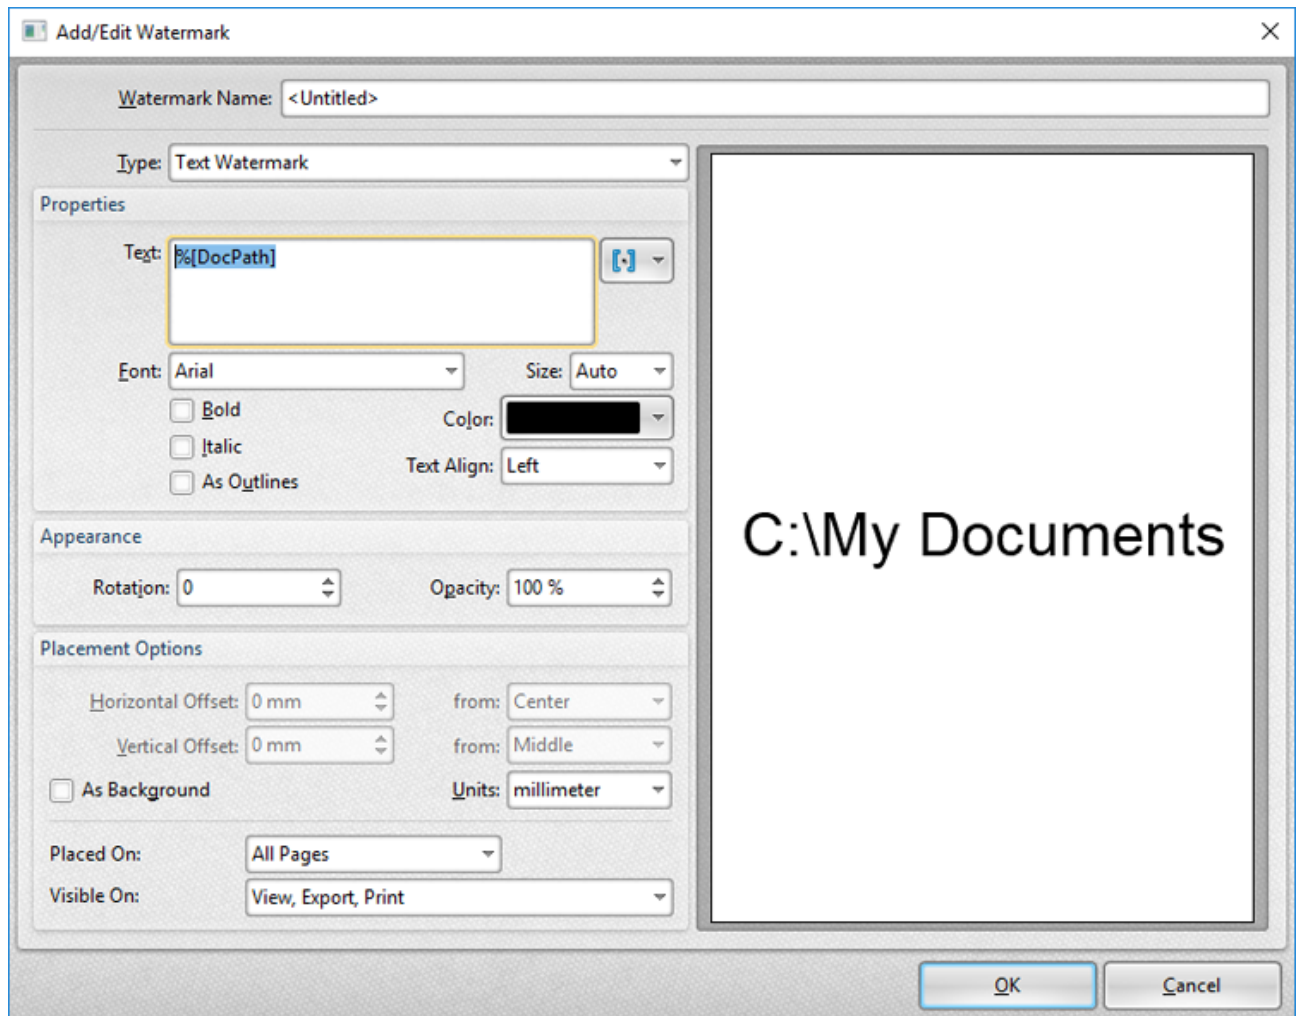 Add/Edit Watermark
Watermark Name: <Untitled>
Type: Text Watermark
Properties
Text: %[DocPath]
Font: Arial Size: Auto
Bold
Color:
Italic
Text Align: Left
As Outlines
Appearance
Rotation: 0 Opacity: 100 %
Placement Options
Horizontal Offset: 0 mm from: Center
Vertical Offset: 0 mm from: Middle
As Background Units: millimeter
Placed On: All Pages
Visible On: View, Export, Print
C:\My Documents
OK Cancel